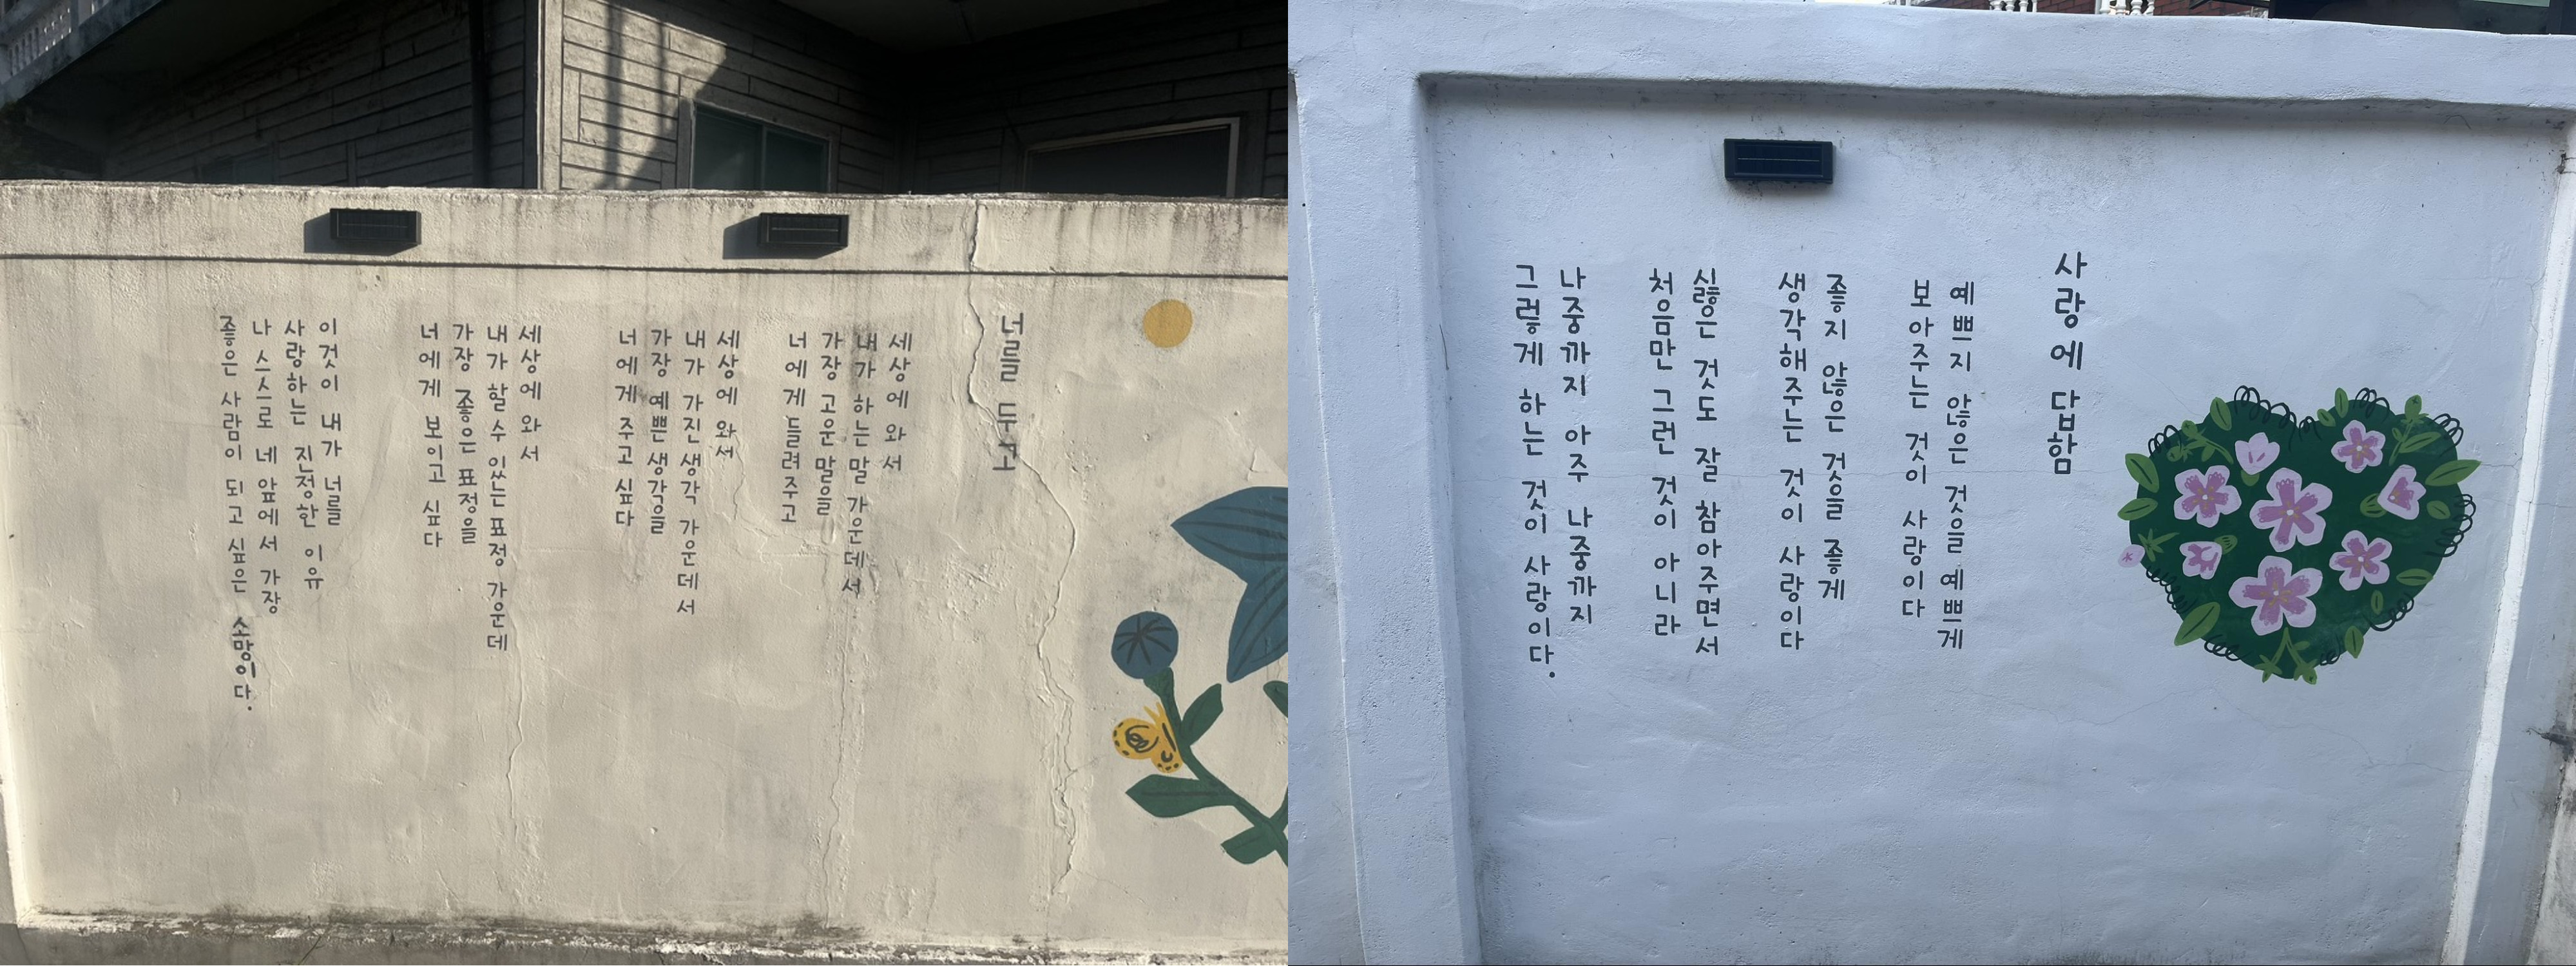 너를 두고
세상에 와서
내가 하는 말 가운데서
가장 고운 말을
너에게 들려주고
세상에 와서
내가 가진 생각 가운데서
가장 예쁜 생각을
너에게 주고 싶다
세상에 와서
내가 할 수 있는 표정 가운데
가장 좋은 표정을
너에게 보이고 싶다
이것이 내가 너를
사랑하는 진정한 이유
나 스스로 네 앞에서 가장
좋은 사람이 되고 싶은 소망이다.
사랑에 답함
예쁘지 않은 것을 예쁘게
보아주는 것이 사랑이다
좋지 않은 것을 좋게
생각해주는 것이 사랑이다
싫은 것도 잘 참아주면서
처음만 그런 것이 아니라
나중까지 아주 나중까지
그렇게 하는 것이 사랑이다.